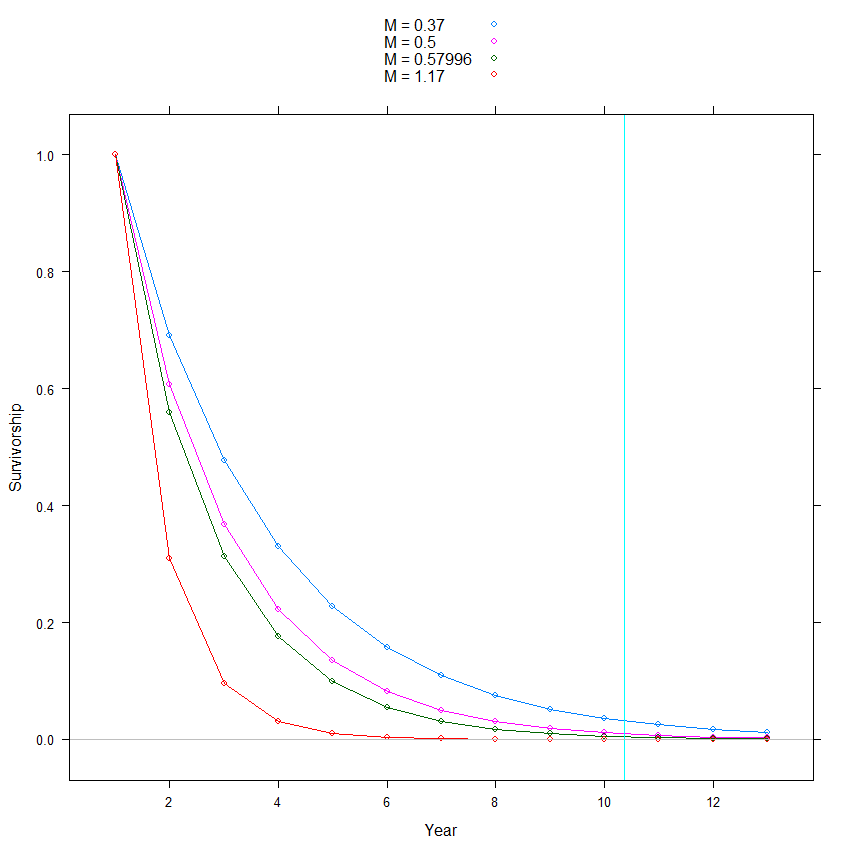 M = 0.37
M = 0.5
M = 0.57996
M = 1.17
1.0
0.8
0.6
0.4
0.2
0.0
Survivorship
2 4 6 8 10 12
Year